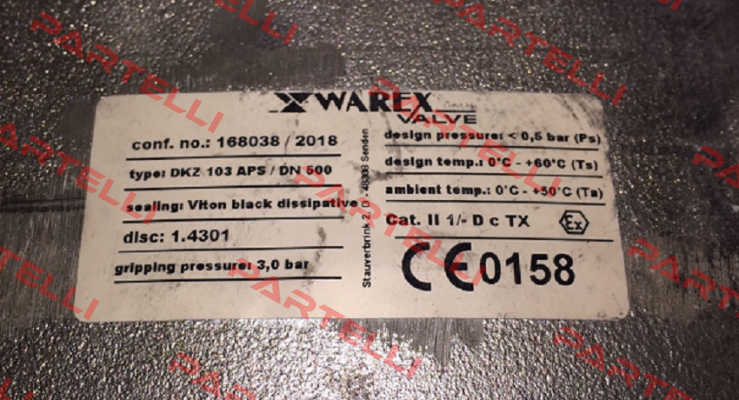 WAREX
VALVE
conf. no.: 168038 / 2018
type: DKZ 103 APS / DN 500
sealing: Viton black dissipative
disc: 1.4301
gripping pressure: 3,0 bar
Stauverbrink 2, D - 48308 Senden
design pressure: < 0,5 bar (Ps)
design temp.: 0°C - +60°C (Ts)
ambient temp.: 0°C - +50°C (Ta)
Cat. II 1/- D c TX Ex
CE0158
PARTELLI
PARTELLI
PARTELLI
PARTELLI
PARTELLI
PARTELLI